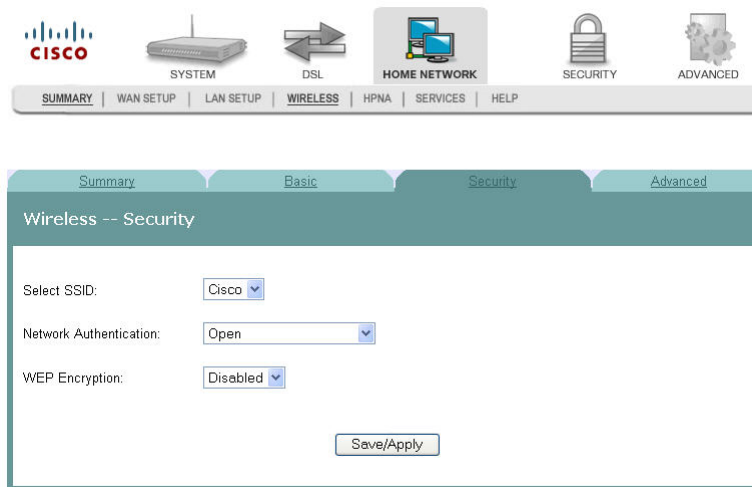 CISCO
SYSTEM DSL HOME NETWORK SECURITY ADVANCED
SUMMARY | WAN SETUP | LAN SETUP | WIRELESS | HPNA | SERVICES | HELP
Summary Basic Security Advanced
Wireless -- Security
Select SSID: Cisco
Network Authentication: Open
WEP Encryption: Disabled
Save/Apply